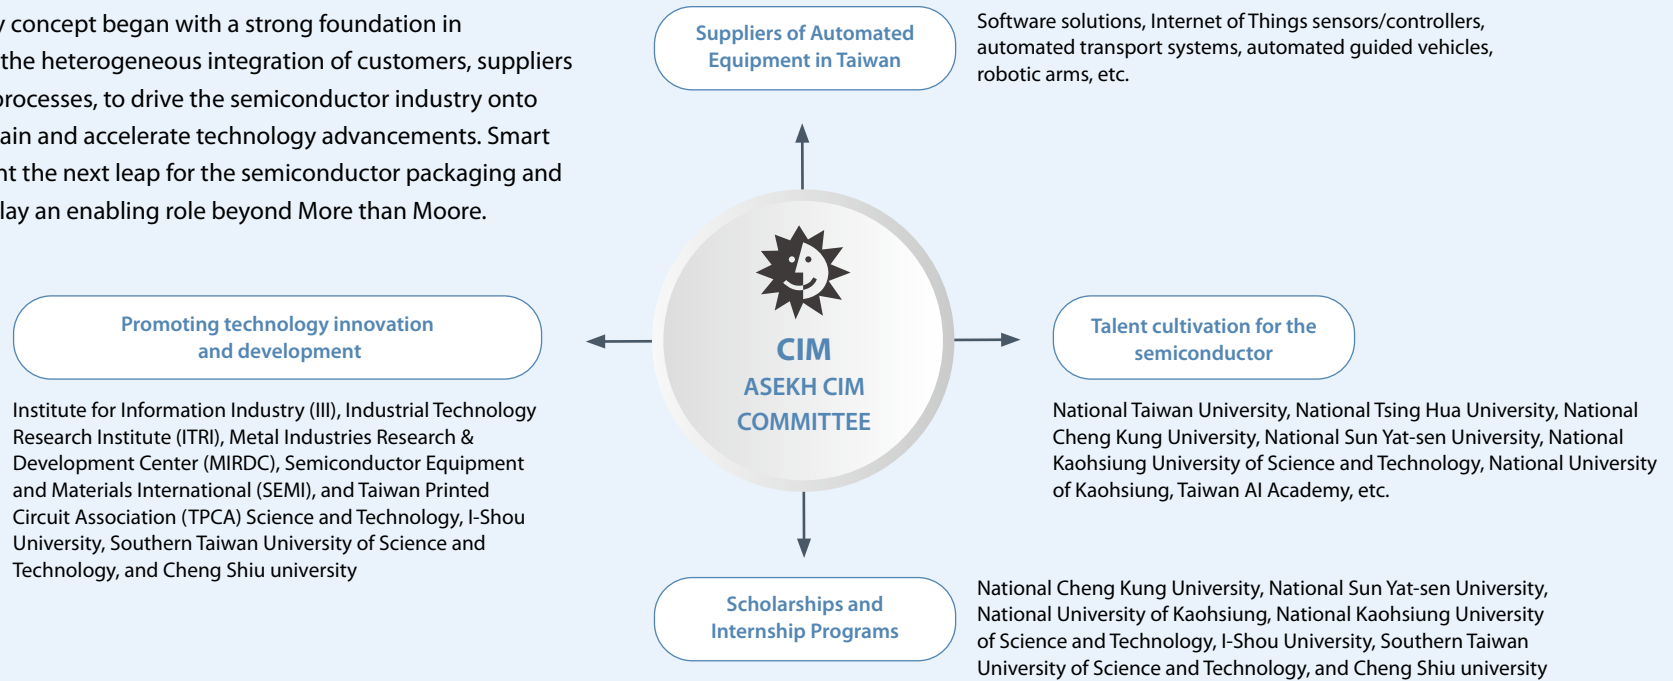 y concept began with a strong foundation in
the heterogeneous integration of customers, suppliers
processes, to drive the semiconductor industry onto
ain and accelerate technology advancements. Smart
nt the next leap for the semiconductor packaging and
lay an enabling role beyond More than Moore.
Suppliers of Automated
Equipment in Taiwan
Software solutions, Internet of Things sensors/controllers,
automated transport systems, automated guided vehicles,
robotic arms, etc.
Promoting technology innovation
and development
Institute for Information Industry (III), Industrial Technology
Research Institute (ITRI), Metal Industries Research &
Development Center (MIRDC), Semiconductor Equipment
and Materials International (SEMI), and Taiwan Printed
Circuit Association (TPCA) Science and Technology, I-Shou
University, Southern Taiwan University of Science and
Technology, and Cheng Shiu university
CIM
ASEKH CIM
COMMITTEE
Talent cultivation for the
semiconductor
National Taiwan University, National Tsing Hua University, National
Cheng Kung University, National Sun Yat-sen University, National
Kaohsiung University of Science and Technology, National University
of Kaohsiung, Taiwan AI Academy, etc.
Scholarships and
Internship Programs
National Cheng Kung University, National Sun Yat-sen University,
National University of Kaohsiung, National Kaohsiung University
of Science and Technology, I-Shou University, Southern Taiwan
University of Science and Technology, and Cheng Shiu university